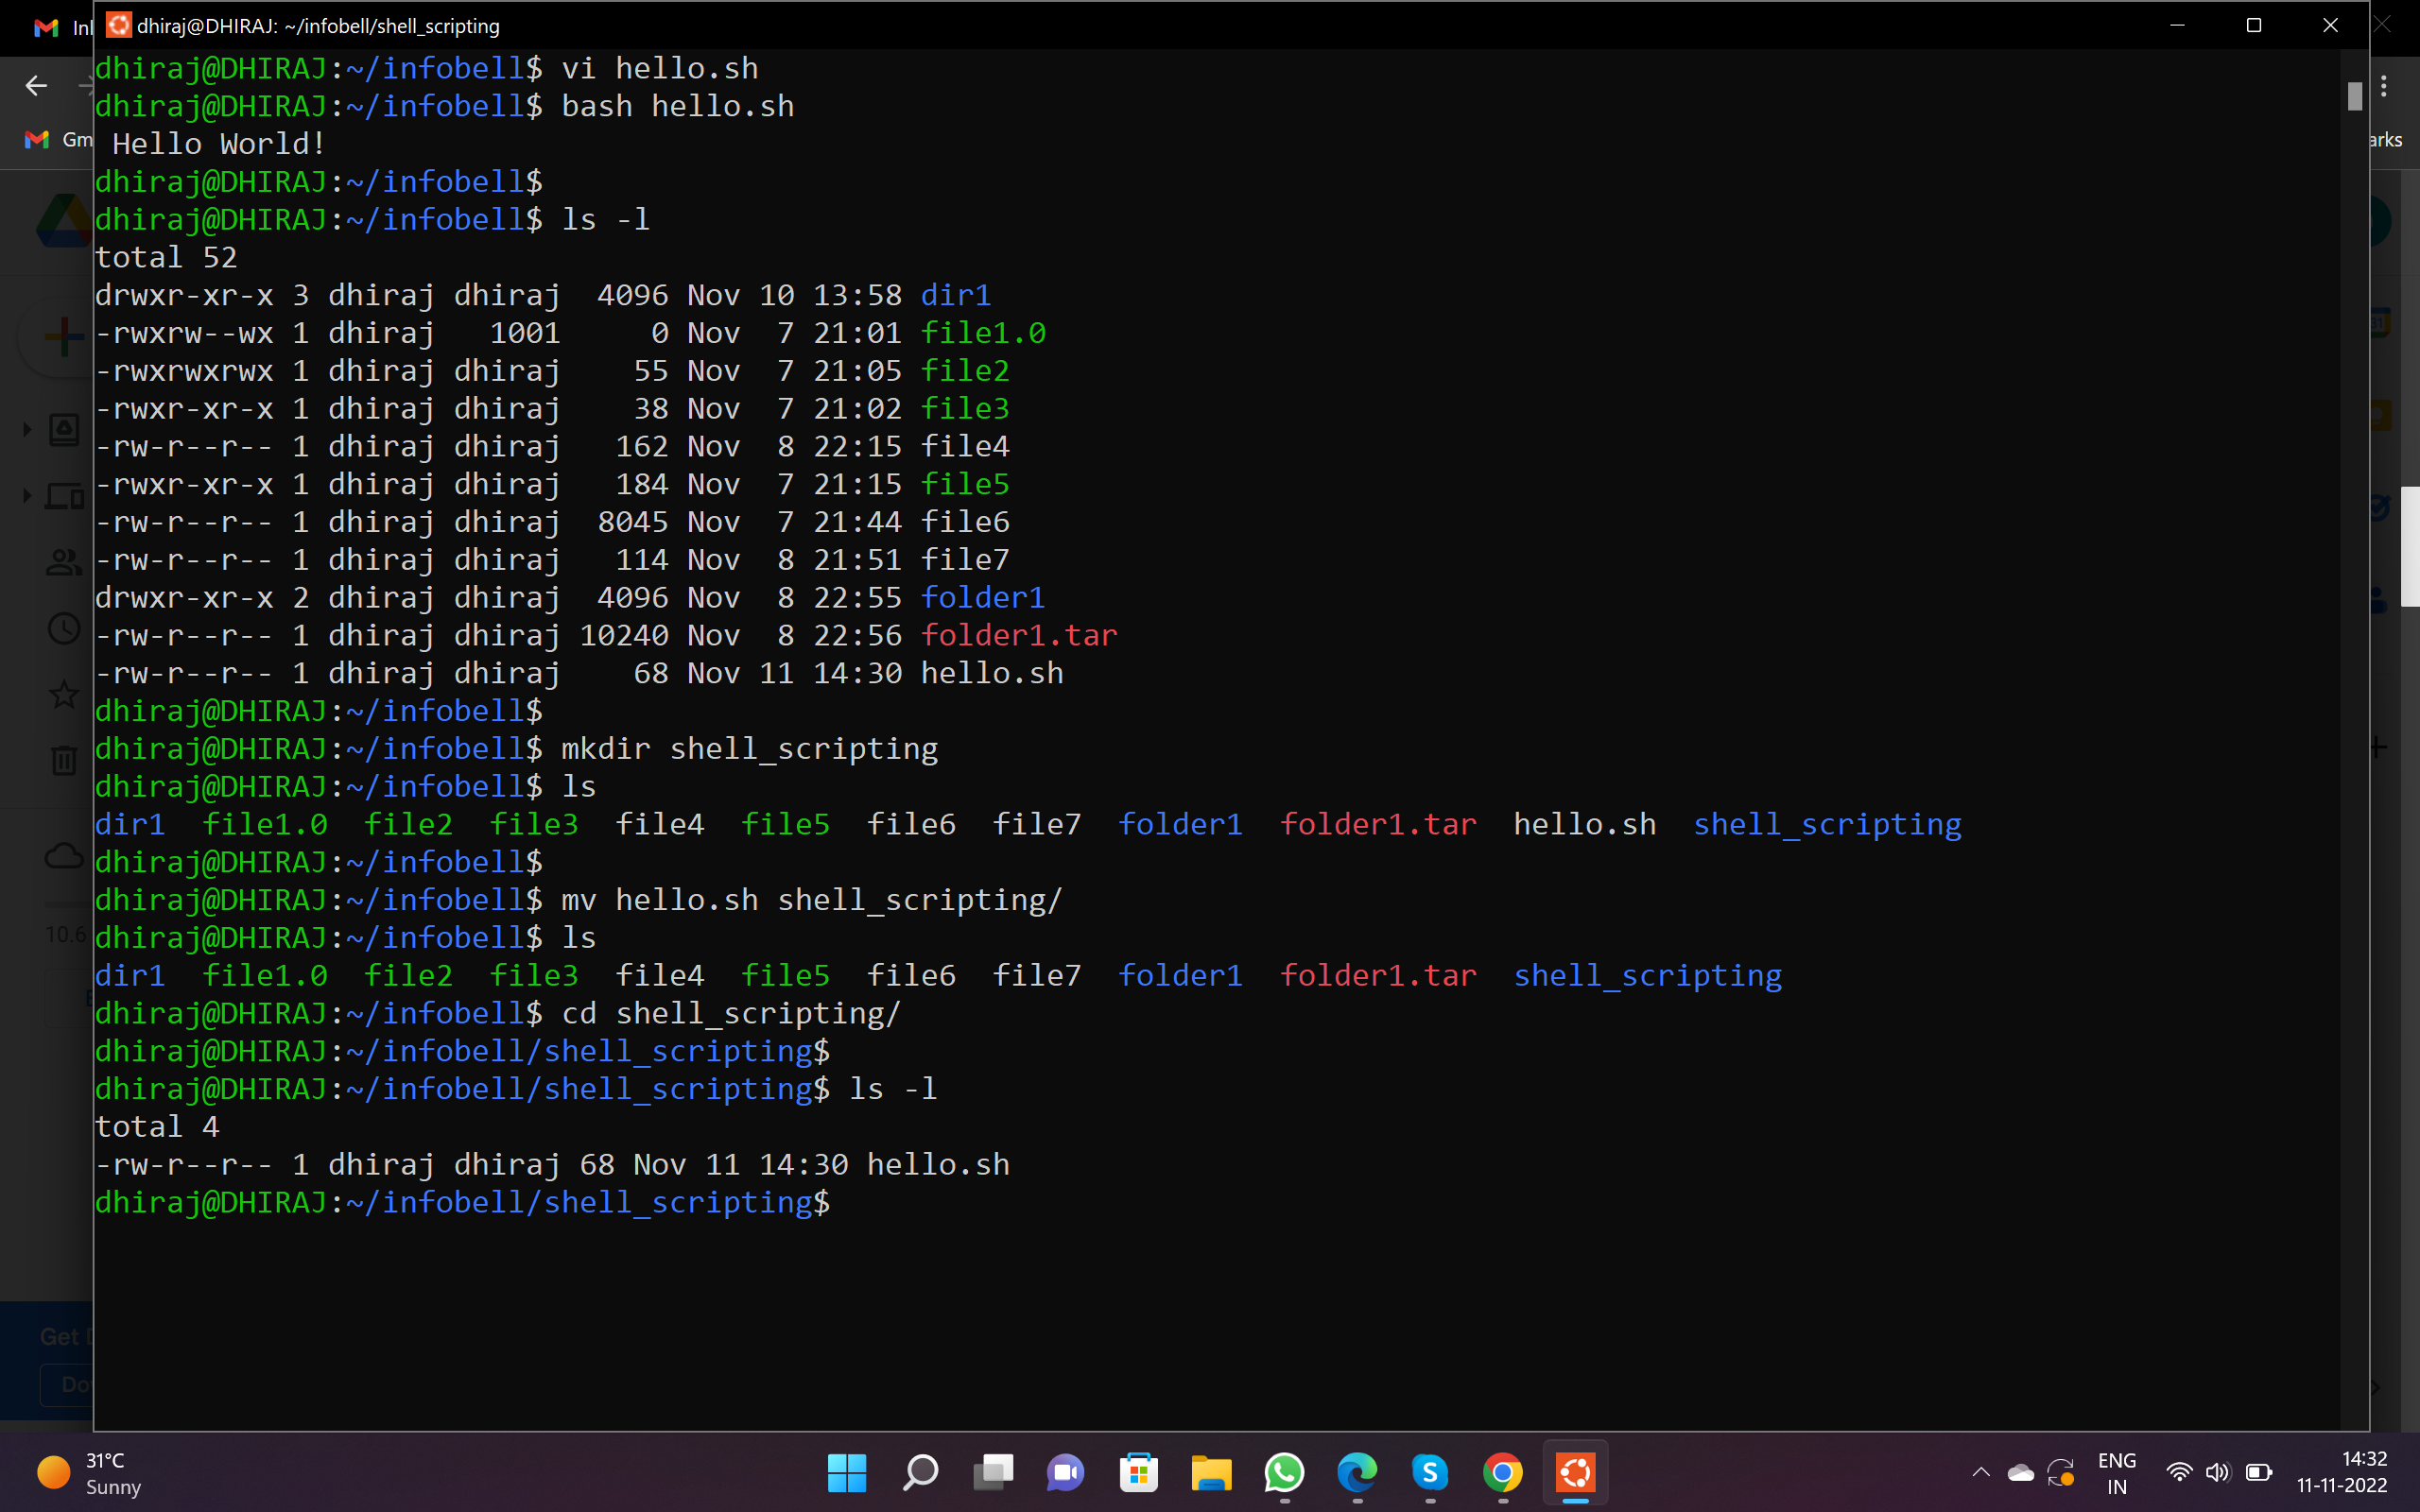 dhiraj@DHIRAJ: ~/infobell/shell_scripting
dhiraj@DHIRAJ:~/infobell$ vi hello.sh
dhiraj@DHIRAJ:~/infobell$ bash hello.sh
 Hello World!
dhiraj@DHIRAJ:~/infobell$
dhiraj@DHIRAJ:~/infobell$ ls -l
total 52
drwxr-xr-x 3 dhiraj dhiraj  4096 Nov 10 13:58 dir1
-rwxrw--wx 1 dhiraj   1001     0 Nov  7 21:01 file1.0
-rwxrwxrwx 1 dhiraj dhiraj    55 Nov  7 21:05 file2
-rwxr-xr-x 1 dhiraj dhiraj    38 Nov  7 21:02 file3
-rw-r--r-- 1 dhiraj dhiraj   162 Nov  8 22:15 file4
-rwxr-xr-x 1 dhiraj dhiraj   184 Nov  7 21:15 file5
-rw-r--r-- 1 dhiraj dhiraj  8045 Nov  7 21:44 file6
-rw-r--r-- 1 dhiraj dhiraj   114 Nov  8 21:51 file7
drwxr-xr-x 2 dhiraj dhiraj  4096 Nov  8 22:55 folder1
-rw-r--r-- 1 dhiraj dhiraj 10240 Nov  8 22:56 folder1.tar
-rw-r--r-- 1 dhiraj dhiraj    68 Nov 11 14:30 hello.sh
dhiraj@DHIRAJ:~/infobell$
dhiraj@DHIRAJ:~/infobell$ mkdir shell_scripting
dhiraj@DHIRAJ:~/infobell$ ls
dir1  file1.0  file2  file3  file4  file5  file6  file7  folder1  folder1.tar  hello.sh  shell_scripting
dhiraj@DHIRAJ:~/infobell$
dhiraj@DHIRAJ:~/infobell$ mv hello.sh shell_scripting/
dhiraj@DHIRAJ:~/infobell$ ls
dir1  file1.0  file2  file3  file4  file5  file6  file7  folder1  folder1.tar  shell_scripting
dhiraj@DHIRAJ:~/infobell$ cd shell_scripting/
dhiraj@DHIRAJ:~/infobell/shell_scripting$
dhiraj@DHIRAJ:~/infobell/shell_scripting$ ls -l
total 4
-rw-r--r-- 1 dhiraj dhiraj 68 Nov 11 14:30 hello.sh
dhiraj@DHIRAJ:~/infobell/shell_scripting$
10.6
Get
31°C
Sunny
ENG
IN
14:32
11-11-2022